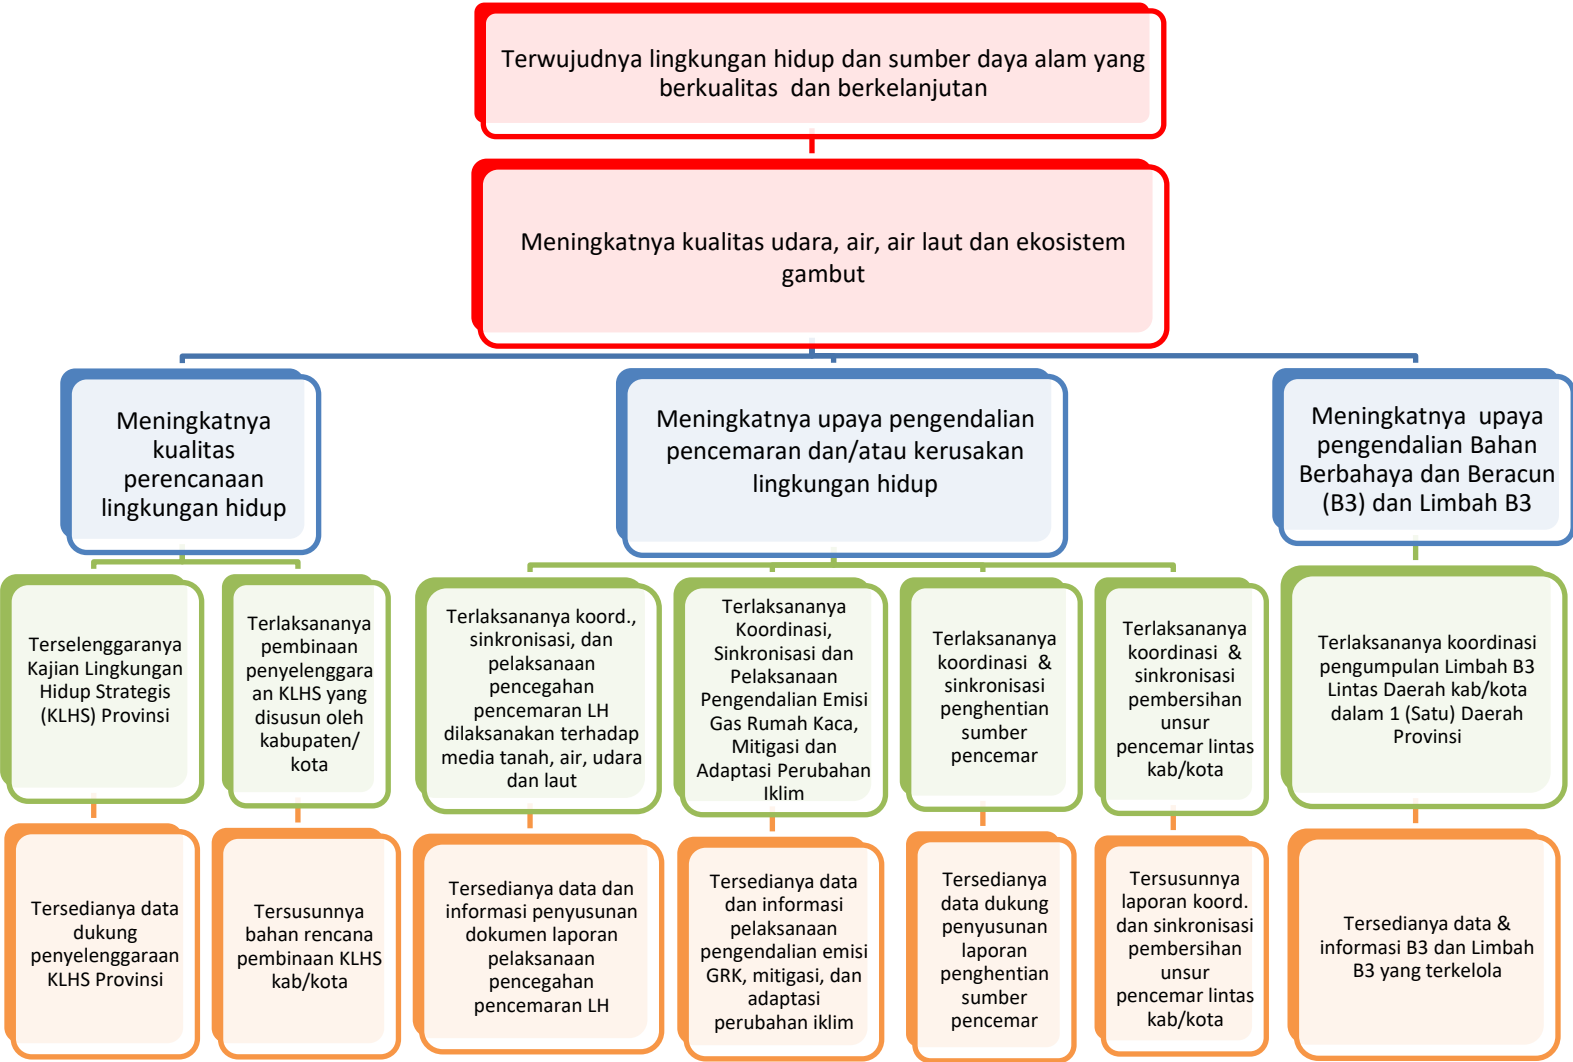 Terwujudnya lingkungan hidup dan sumber daya alam yang
berkualitas dan berkelanjutan
Meningkatnya kualitas udara, air, air laut dan ekosistem
gambut
Meningkatnya
kualitas
perencanaan
lingkungan hidup
Meningkatnya upaya pengendalian
pencemaran dan/atau kerusakan
lingkungan hidup
Meningkatnya upaya
pengendalian Bahan
Berbahaya dan Beracun
(B3) dan Limbah B3
Terselenggaranya
Kajian Lingkungan
Hidup Strategis
(KLHS) Provinsi
Terlaksananya
pembinaan
penyelenggara
an KLHS yang
disusun oleh
kabupaten/
kota
Terlaksananya koord.,
sinkronisasi, dan
pelaksanaan
pencegahan
pencemaran LH
dilaksanakan terhadap
media tanah, air, udara
dan laut
Terlaksananya
Koordinasi,
Sinkronisasi dan
Pelaksanaan
Pengendalian Emisi
Gas Rumah Kaca,
Mitigasi dan
Adaptasi Perubahan
Iklim
Terlaksananya
koordinasi &
sinkronisasi
penghentian
sumber
pencemar
Terlaksananya
koordinasi &
sinkronisasi
pembersihan
unsur
pencemar lintas
kab/kota
Terlaksananya koordinasi
pengumpulan Limbah B3
Lintas Daerah kab/kota
dalam 1 (Satu) Daerah
Provinsi
Tersedianya data
dukung
penyelenggaraan
KLHS Provinsi
Tersusunnya
bahan rencana
pembinaan KLHS
kab/kota
Tersedianya data dan
informasi penyusunan
dokumen laporan
pelaksanaan
pencegahan
pencemaran LH
Tersedianya data
dan informasi
pelaksanaan
pengendalian emisi
GRK, mitigasi, dan
adaptasi
perubahan iklim
Tersedianya
data dukung
penyusunan
laporan
penghentian
sumber
pencemar
Tersusunnya
laporan koord.
dan sinkronisasi
pembersihan
unsur
pencemar lintas
kab/kota
Tersedianya data &
informasi B3 dan Limbah
B3 yang terkelola